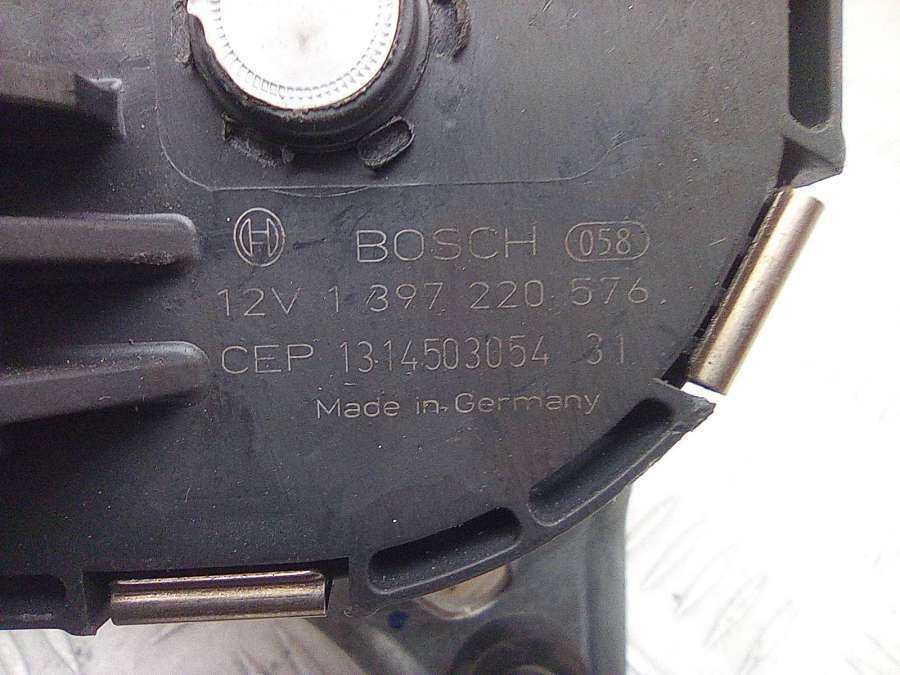 BOSCH 058
12V 1 397 220 576
CEP 1314503054 31
Made in Germany